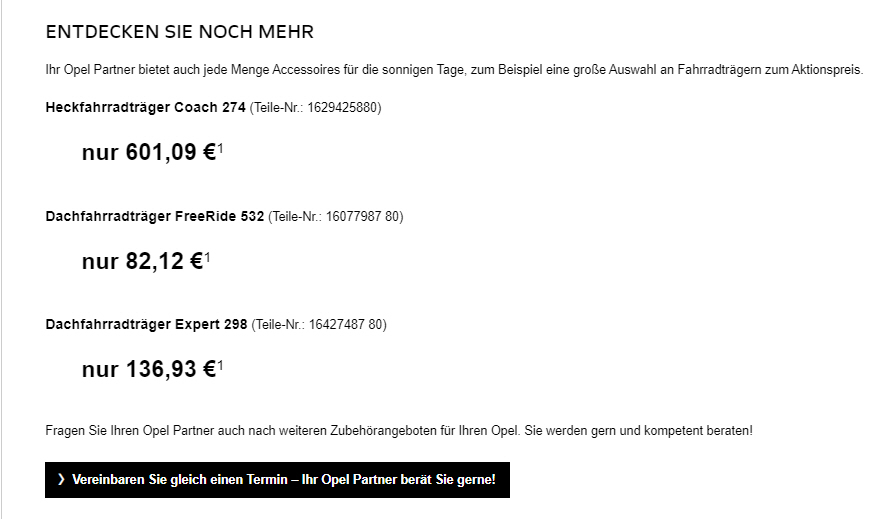 ENTDECKEN SIE NOCH MEHR
Ihr Opel Partner bietet auch jede Menge Accessoires für die sonnigen Tage, zum Beispiel eine große Auswahl an Fahrradträgern zum Aktionspreis.
Heckfahrradträger Coach 274 (Teile-Nr.: 1629425880)
nur 601,09 €¹
Dachfahrradträger FreeRide 532 (Teile-Nr.: 16077987 80)
nur 82,12 €¹
Dachfahrradträger Expert 298 (Teile-Nr.: 16427487 80)
nur 136,93 €¹
Fragen Sie Ihren Opel Partner auch nach weiteren Zubehörangeboten für Ihren Opel. Sie werden gern und kompetent beraten!
❯ Vereinbaren Sie gleich einen Termin – Ihr Opel Partner berät Sie gerne!